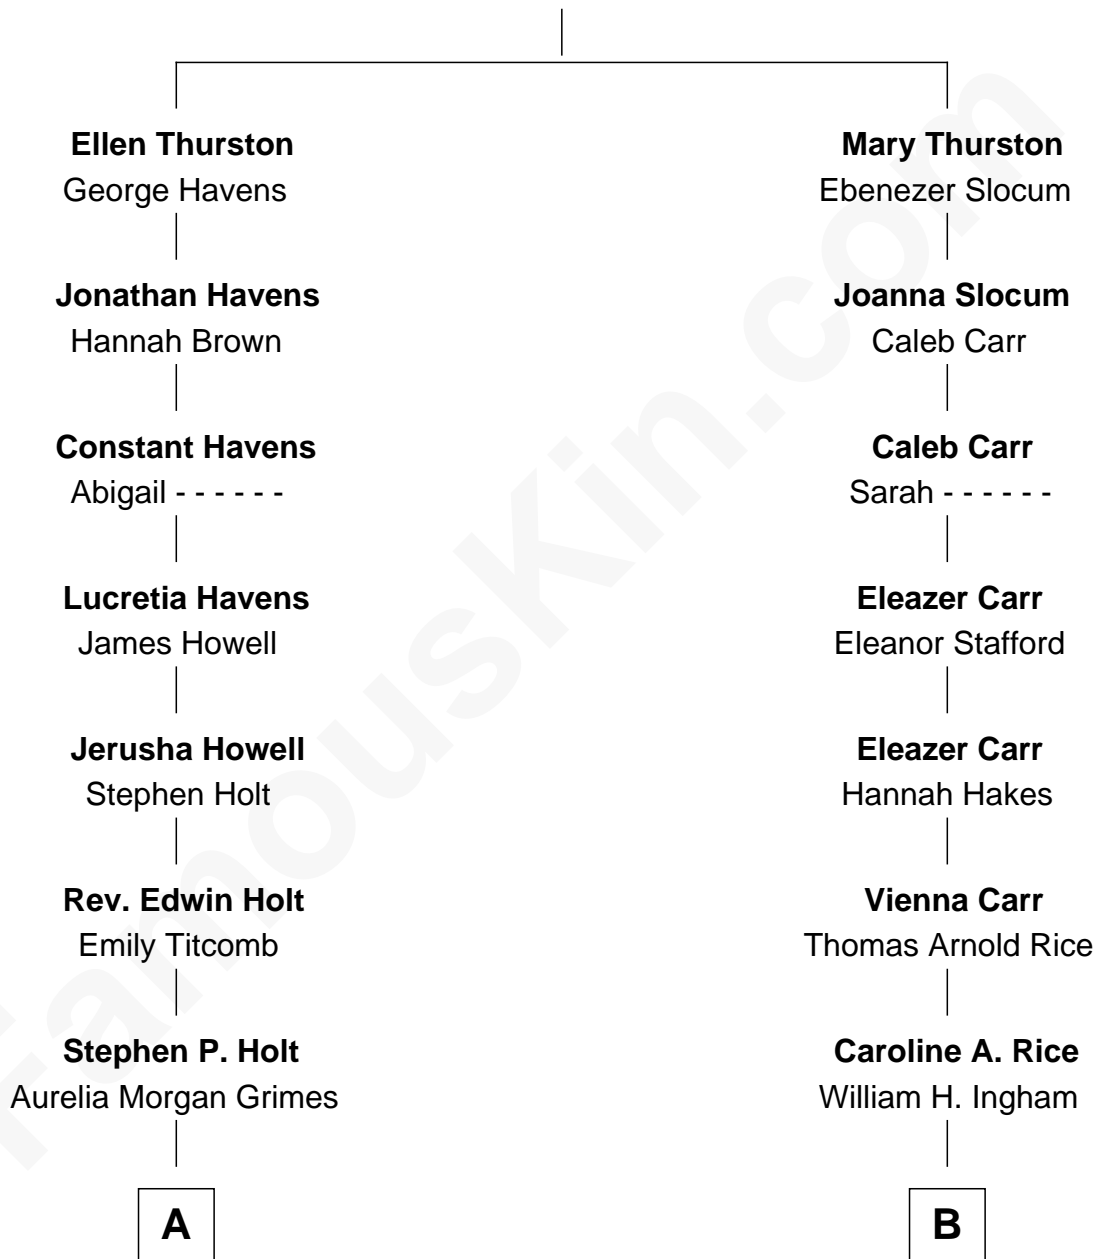 Ellen Thurston
George Havens
Jonathan Havens
Hannah Brown
Constant Havens
Abigail - - - - - -
Lucretia Havens
James Howell
Jerusha Howell
Stephen Holt
Rev. Edwin Holt
Emily Titcomb
Stephen P. Holt
Aurelia Morgan Grimes
A
Mary Thurston
Ebenezer Slocum
Joanna Slocum
Caleb Carr
Caleb Carr
Sarah - - - - - -
Eleazer Carr
Eleanor Stafford
Eleazer Carr
Hannah Hakes
Vienna Carr
Thomas Arnold Rice
Caroline A. Rice
William H. Ingham
B
FamousKin.com